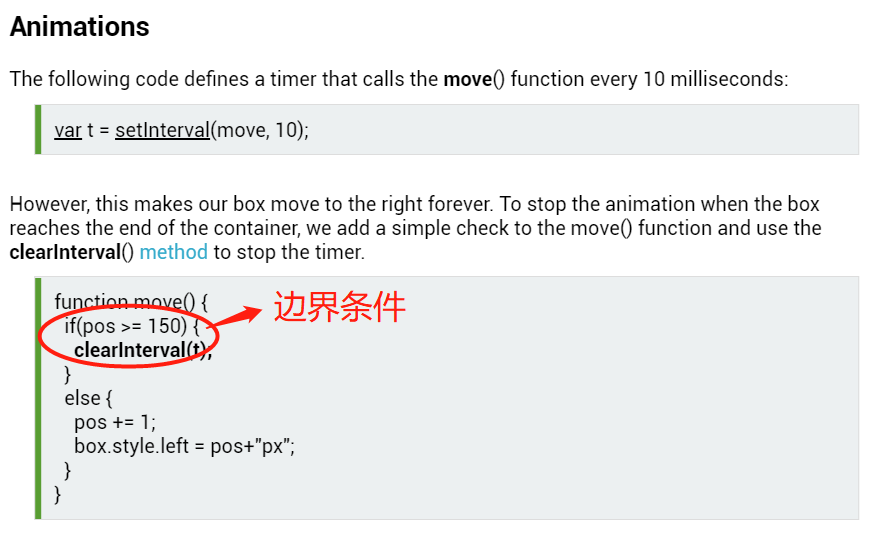 Animations
The following code defines a timer that calls the move() function every 10 milliseconds:
var t = setInterval(move, 10);
However, this makes our box move to the right forever. To stop the animation when the box
reaches the end of the container, we add a simple check to the move() function and use the
clearInterval() method to stop the timer.
function move() {
if(pos >= 150) {
边界条件
clearInterval(t);
}
else {
pos += 1;
box.style.left = pos+"px";
}
}